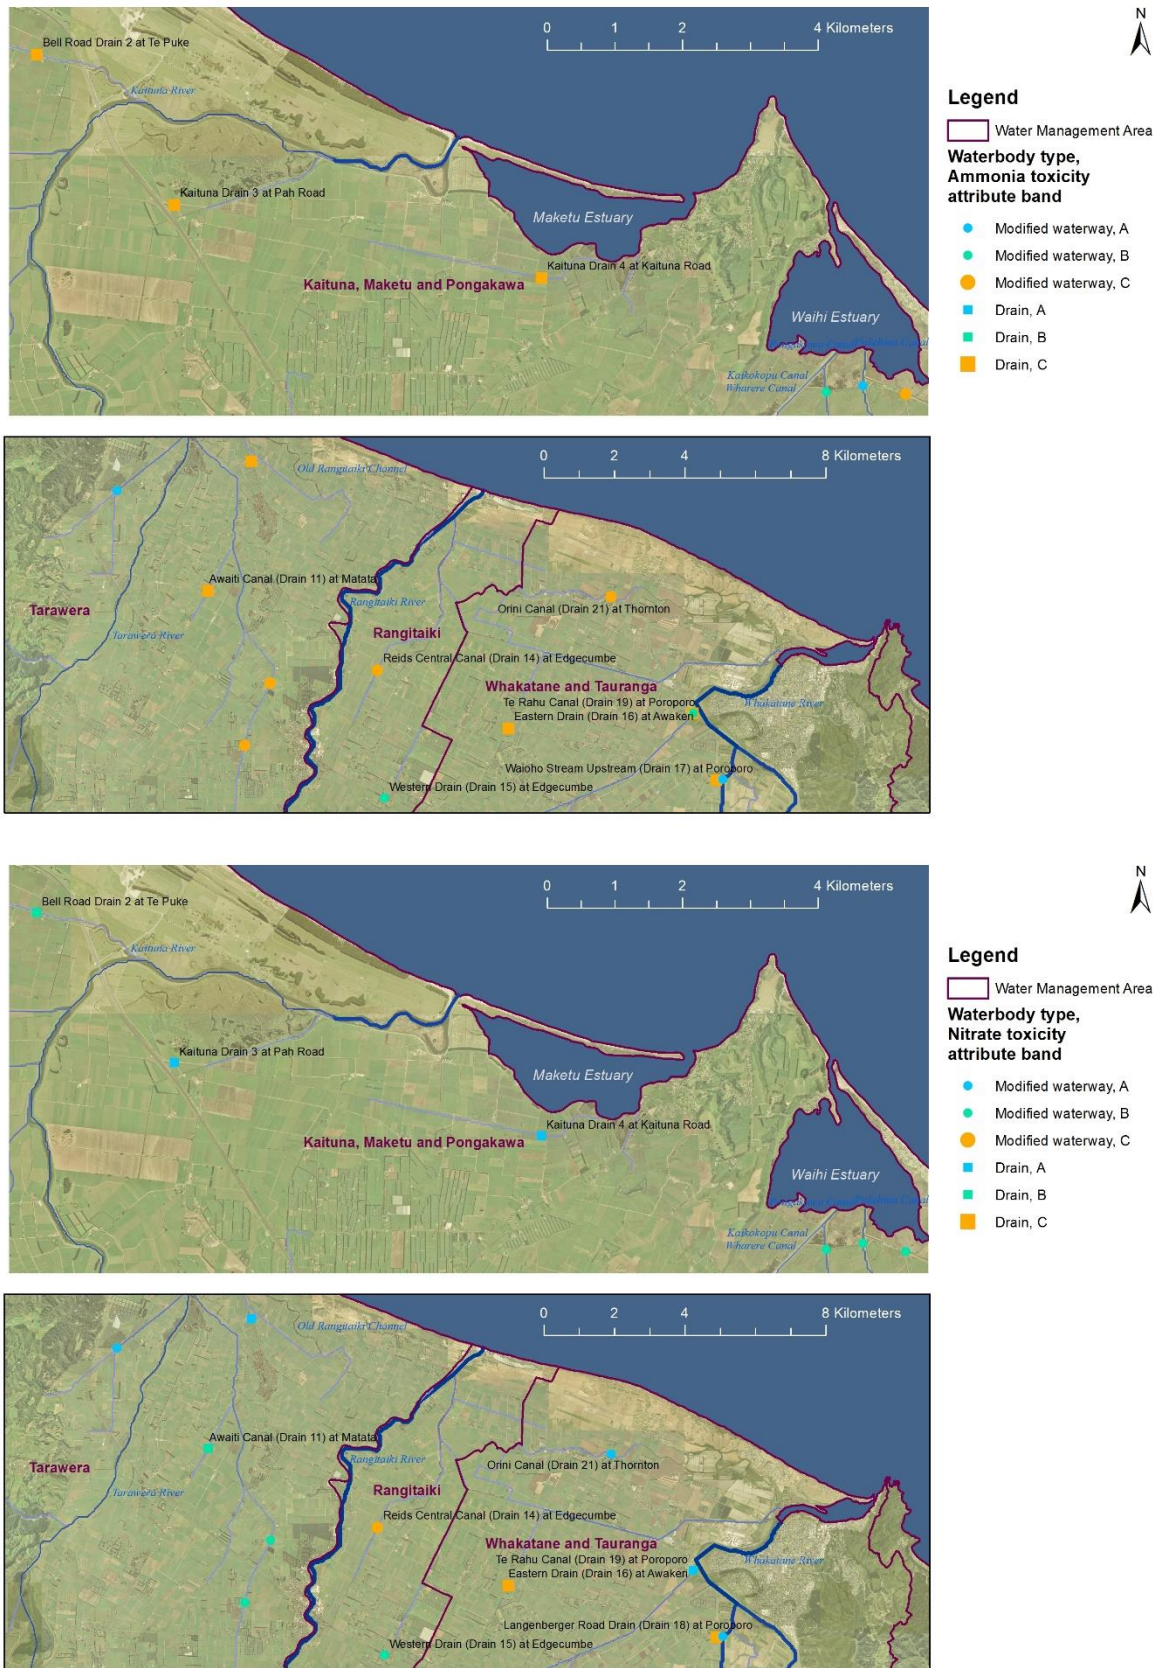 Bell Road Drain 2 at Te Puke
0 1 2 4 Kilometers
Kaituna River
Kaituna Drain 3 at Pah Road
Maketu Estuary
Kaituna Drain 4 at Kaituna Road
Kaituna, Maketu and Pongakawa
Waihi Estuary
Kaikokopu Canal
Wharere Canal
N
Legend
Water Management Area
Waterbody type,
Ammonia toxicity
attribute band
Modified waterway, A
Modified waterway, B
Modified waterway, C
Drain, A
Drain, B
Drain, C
0 4 8 Kilometers
Old Rangitaiki Channel
Awaiti Canal (Drain 11) at Matata
Tarawera
Rangitaiki River
Orini Canal (Drain 21) at Thornton
Tarawera River
Rangitaiki
Reids Central Canal (Drain 14) at Edgecumbe
Whakatane and Tauranga
Te Rahu Canal (Drain 19) at Poroporo
Whakatane River
Eastern Drain (Drain 16) at Awakeri
Waioho Stream Upstream (Drain 17) at Poroporo
Western Drain (Drain 15) at Edgecumbe
Bell Road Drain 2 at Te Puke
0 1 2 4 Kilometers
Kaituna River
Kaituna Drain 3 at Pah Road
Maketu Estuary
Kaituna Drain 4 at Kaituna Road
Kaituna, Maketu and Pongakawa
Waihi Estuary
Kaikokopu Canal
Wharere Canal
N
Legend
Water Management Area
Waterbody type,
Nitrate toxicity
attribute band
Modified waterway, A
Modified waterway, B
Modified waterway, C
Drain, A
Drain, B
Drain, C
0 4 8 Kilometers
Old Rangitaiki Channel
Awaiti Canal (Drain 11) at Matata
Tarawera
Rangitaiki River
Orini Canal (Drain 21) at Thornton
Tarawera River
Rangitaiki
Reids Central Canal (Drain 14) at Edgecumbe
Whakatane and Tauranga
Te Rahu Canal (Drain 19) at Poroporo
Whakatane River
Eastern Drain (Drain 16) at Awakeri
Langenberger Road Drain (Drain 18) at Poroporo
Western Drain (Drain 15) at Edgecumbe